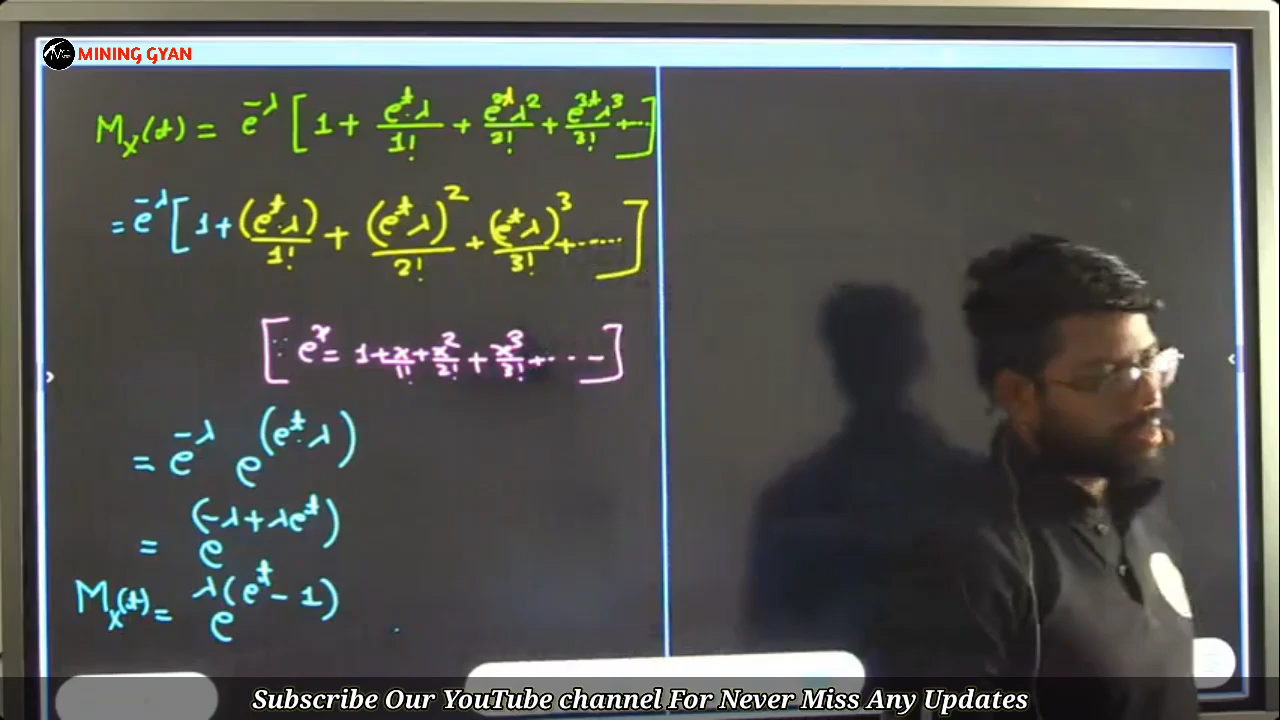 MINING GYAN
Mₓ(t) = e^-λ [ 1 + e^t.λ/1! + e^2t λ^2/2! + e^3t λ^3/3! + .... ]
= e^-λ [ 1 + (e^t.λ)/1! + (e^t λ)^2/2! + (e^t λ)^3/3! + ...... ]
[ ∵ e^x = 1 + x/1! + x^2/2! + x^3/3! + ---- ]
= e^-λ e^(e^t.λ)
= e^(-λ+λe^t)
Mₓ(t) = e^λ(e^t - 1)
Subscribe Our YouTube channel For Never Miss Any Updates